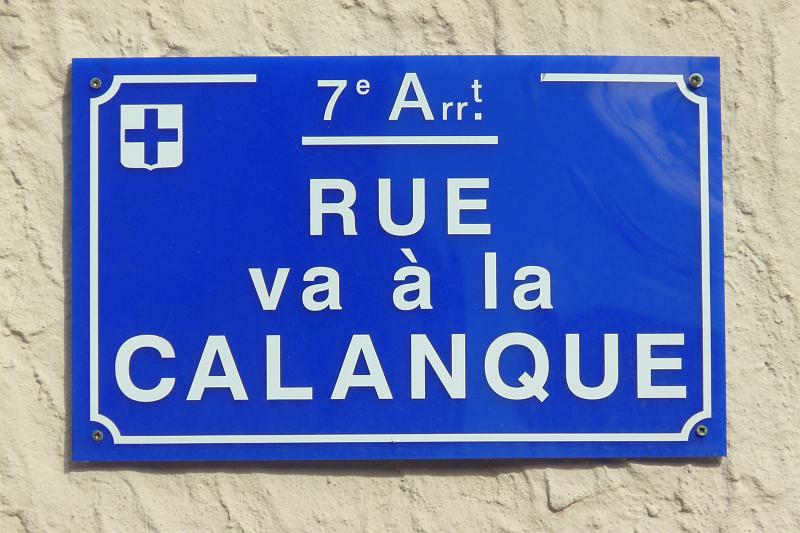 7e Arrt.
RUE
va à la
CALANQUE